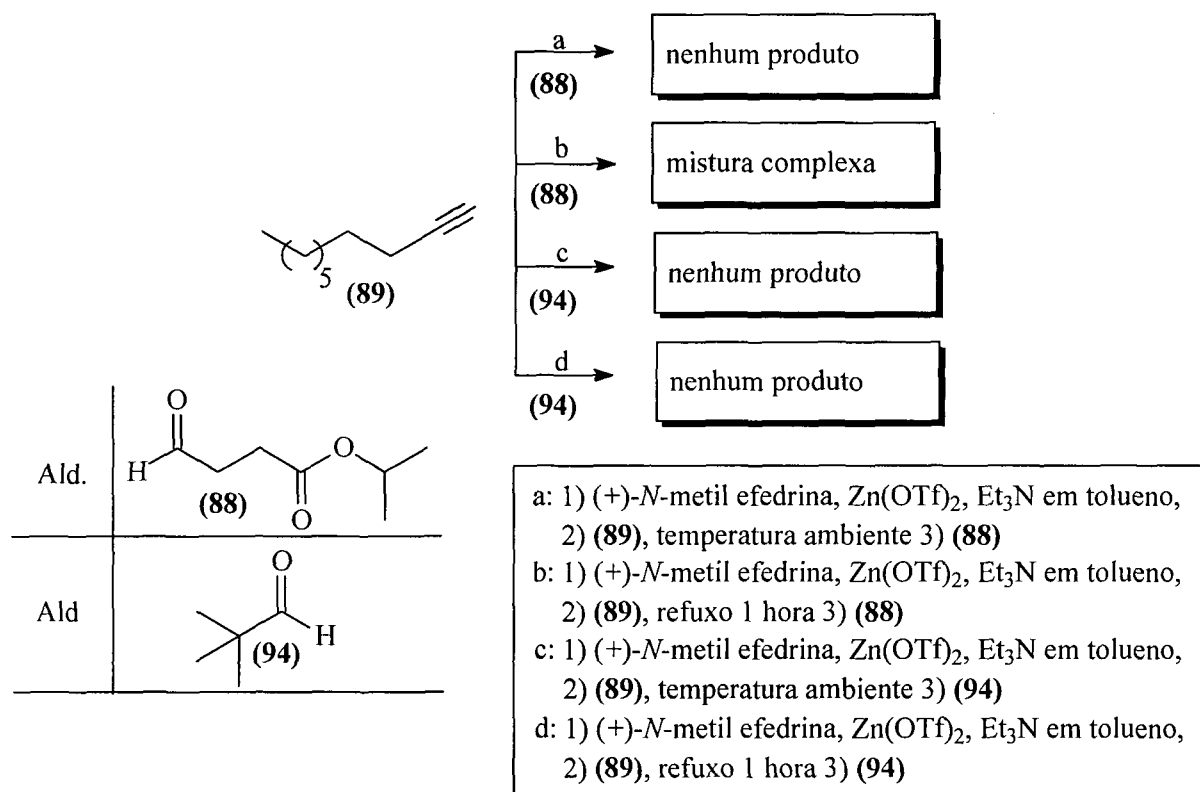 a
(88)
nenhum produto
b
(88)
mistura complexa
c
(94)
nenhum produto
d
(94)
nenhum produto
5
(89)
Ald.
O
H
O
O
(88)
Ald
O
H
(94)
a: 1) (+)-N-metil efedrina, Zn(OTf)2, Et3N em tolueno,
2) (89), temperatura ambiente 3) (88)
b: 1) (+)-N-metil efedrina, Zn(OTf)2, Et3N em tolueno,
2) (89), refuxo 1 hora 3) (88)
c: 1) (+)-N-metil efedrina, Zn(OTf)2, Et3N em tolueno,
2) (89), temperatura ambiente 3) (94)
d: 1) (+)-N-metil efedrina, Zn(OTf)2, Et3N em tolueno,
2) (89), refuxo 1 hora 3) (94)